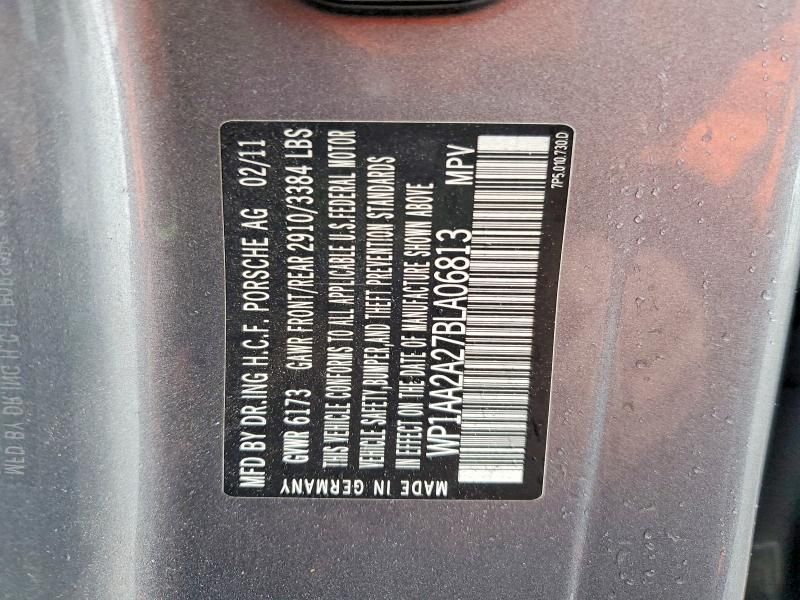 MFD BY DR.ING H.C.F. PORSCHE AG 02/11
GWR 6173 GAWR FRONT/REAR 2910/3384 LBS
THIS VEHICLE CONFORMS TO ALL APPLICABLE U.S.FEDERAL MOTOR
VEHICLE SAFETY,BUMPER,AND THEFT PREVENTION STANDARDS
IN EFFECT ON THE DATE OF MANUFACTURE SHOWN ABOVE
WP1AA2A27BLA06813 MPV
MADE IN GERMANY
7P5.010.730.D